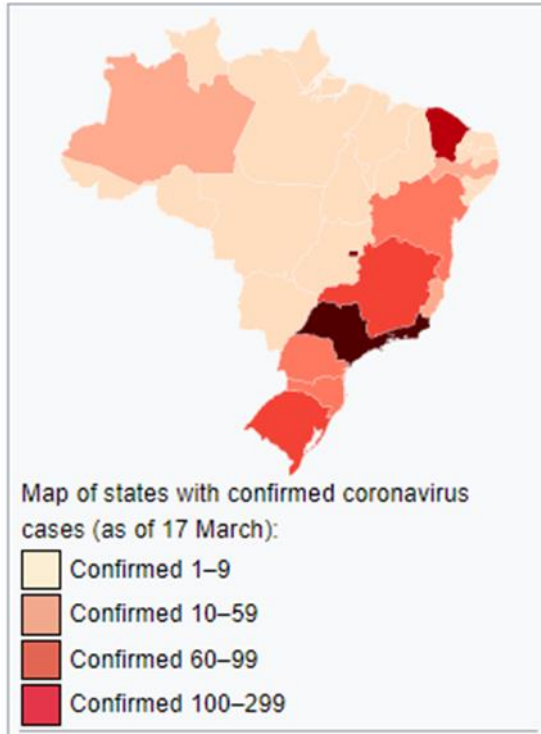 Map of states with confirmed coronavirus
cases (as of 17 March):
Confirmed 1–9
Confirmed 10–59
Confirmed 60–99
Confirmed 100–299